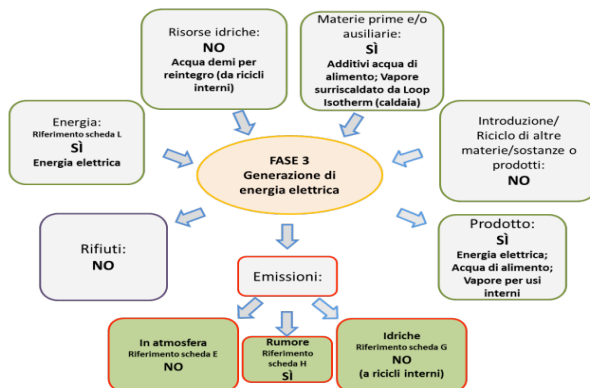 Risorse idriche:
NO
Acqua demi per
reintegro (da ricicli
interni)
Materie prime e/o
ausiliarie:
SÌ
Additivi acqua di
alimento; Vapore
surriscaldato da Loop
Isotherm (caldaia)
Energia:
Riferimento scheda L
SÌ
Energia elettrica
FASE 3
Generazione di
energia elettrica
Introduzione/
Riciclo di altre
materie/sostanze o
prodotti:
NO
Rifiuti:
NO
Emissioni:
Prodotto:
SÌ
Energia elettrica;
Acqua di alimento;
Vapore per usi
interni
In atmosfera
Riferimento scheda E
NO
Rumore
Riferimento
scheda H
SÌ
Idriche
Riferimento scheda G
NO
(a ricicli interni)